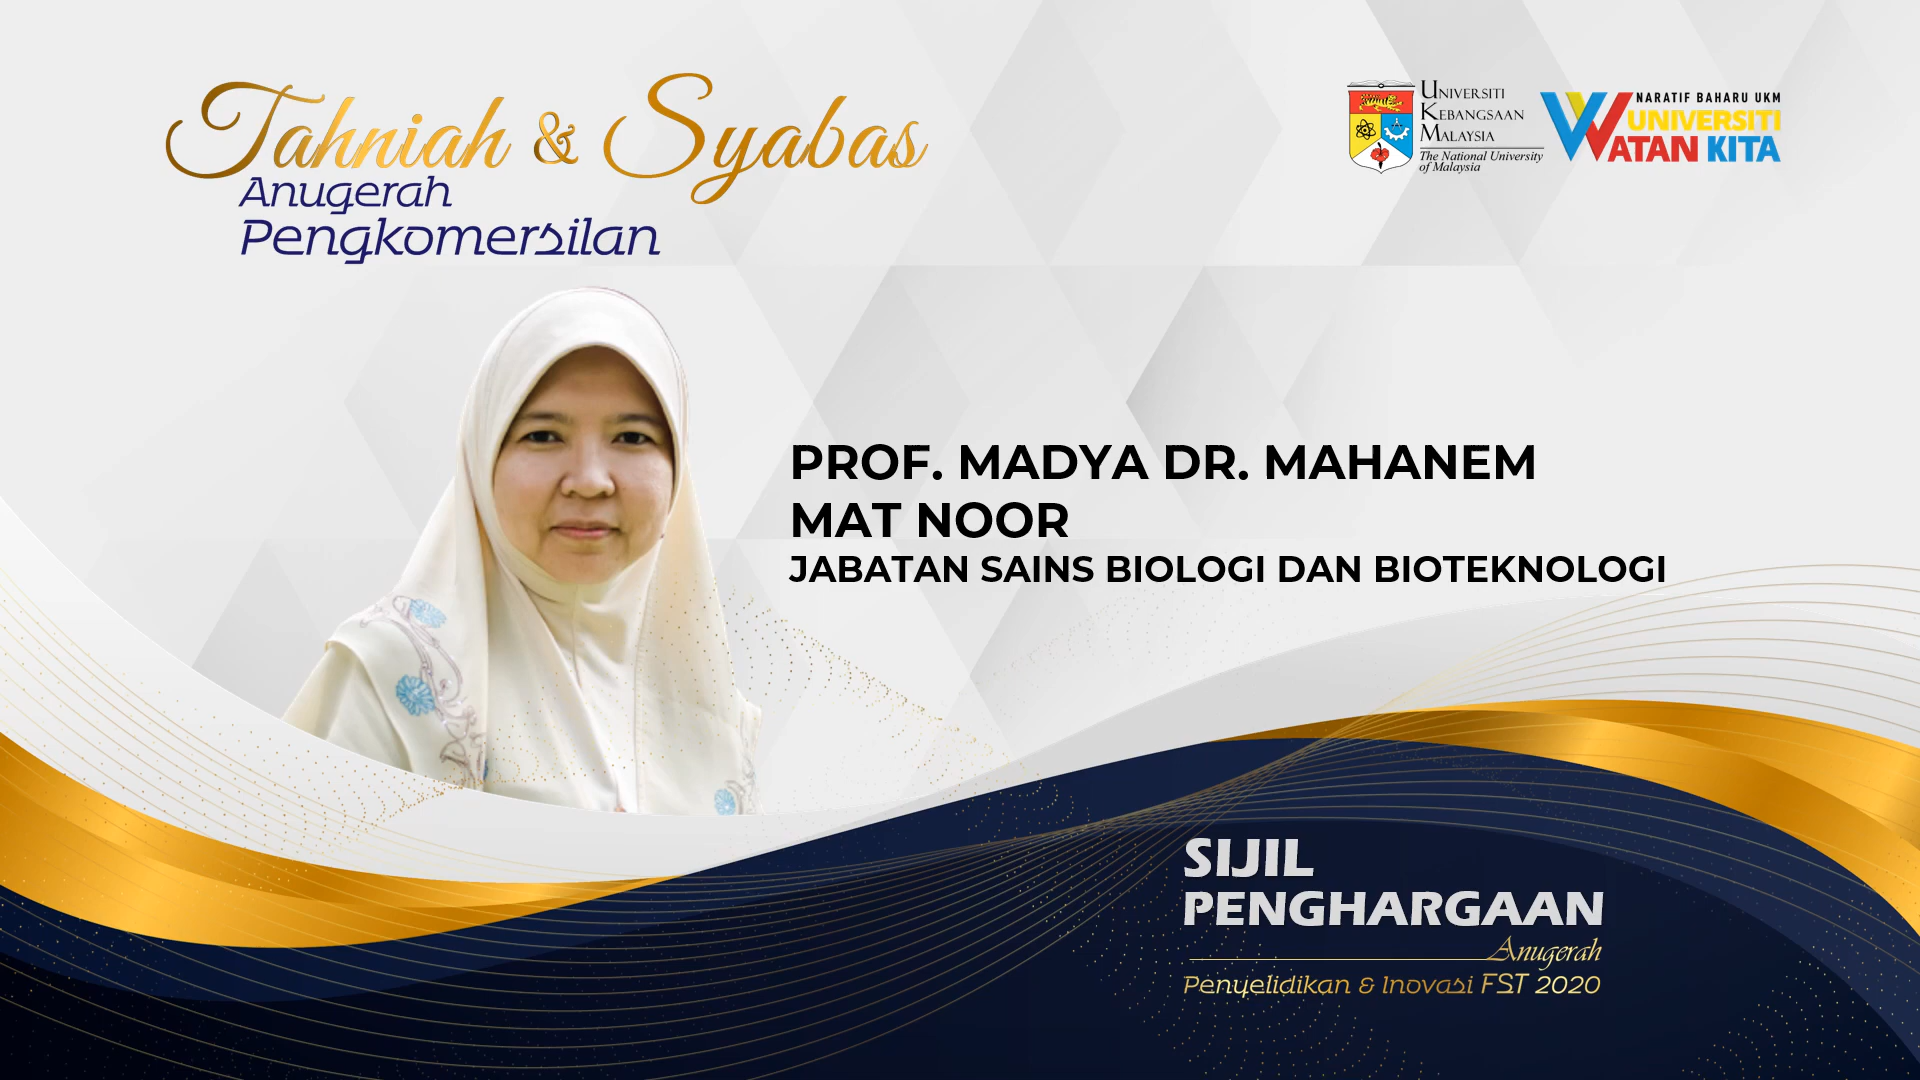 Tahniah & Syabas
Anugerah
Pengkomersilan
UNIVERSITI
KEBANGSAAN
MALAYSIA
The National University
of Malaysia
NARATIF BAHARU UKM
UNIVERSITI
WATAN KITA
PROF. MADYA DR. MAHANEM
MAT NOOR
JABATAN SAINS BIOLOGI DAN BIOTEKNOLOGI
SIJIL
PENGHARGAAN
Anugerah
Penyelidikan & Inovasi FST 2020